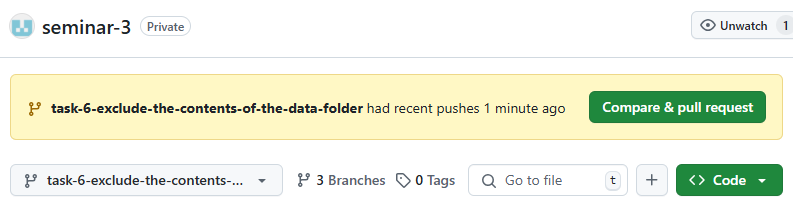 seminar-3 Private Unwatch 1
task-6-exclude-the-contents-of-the-data-folder had recent pushes 1 minute ago Compare & pull request
task-6-exclude-the-contents-... 3 Branches 0 Tags Go to file t + <> Code